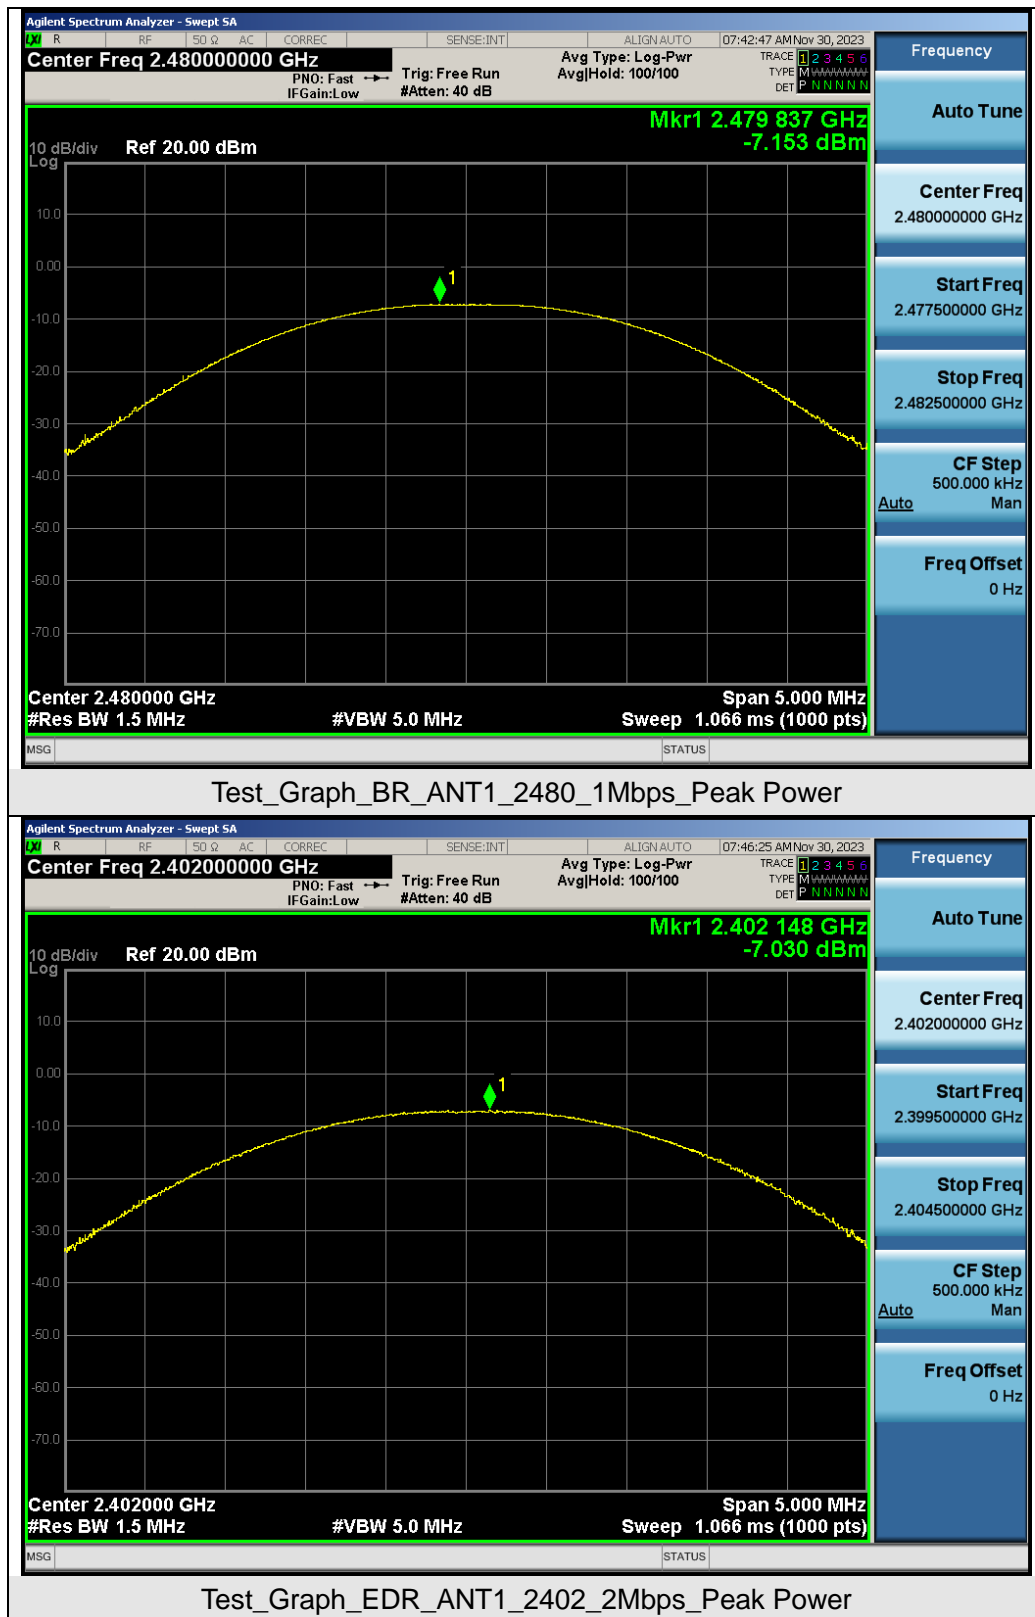 Agilent Spectrum Analyzer - Swept SA
LXI R RF 50 Ω AC CORREC SENSE:INT ALIGN AUTO 07:42:47 AM Nov 30, 2023
Center Freq 2.480000000 GHz
PNO: Fast
IFGain:Low
Trig: Free Run
#Atten: 40 dB
Avg Type: Log-Pwr
Avg|Hold: 100/100
TRACE 1 2 3 4 5 6
TYPE M WWWWW
DET P N N N N N
Mkr1 2.479 837 GHz
-7.153 dBm
10 dB/div Ref 20.00 dBm
Log
10.0
0.00
1
-10.0
-20.0
-30.0
-40.0
-50.0
-60.0
-70.0
Center 2.480000 GHz Span 5.000 MHz
#Res BW 1.5 MHz #VBW 5.0 MHz Sweep 1.066 ms (1000 pts)
MSG STATUS
Frequency
Auto Tune
Center Freq
2.480000000 GHz
Start Freq
2.477500000 GHz
Stop Freq
2.482500000 GHz
CF Step
500.000 kHz
Auto Man
Freq Offset
0 Hz
Test_Graph_BR_ANT1_2480_1Mbps_Peak Power
Agilent Spectrum Analyzer - Swept SA
LXI R RF 50 Ω AC CORREC SENSE:INT ALIGN AUTO 07:46:25 AM Nov 30, 2023
Center Freq 2.402000000 GHz
PNO: Fast
IFGain:Low
Trig: Free Run
#Atten: 40 dB
Avg Type: Log-Pwr
Avg|Hold: 100/100
TRACE 1 2 3 4 5 6
TYPE M WWWWW
DET P N N N N N
Mkr1 2.402 148 GHz
-7.030 dBm
10 dB/div Ref 20.00 dBm
Log
10.0
0.00
1
-10.0
-20.0
-30.0
-40.0
-50.0
-60.0
-70.0
Center 2.402000 GHz Span 5.000 MHz
#Res BW 1.5 MHz #VBW 5.0 MHz Sweep 1.066 ms (1000 pts)
MSG STATUS
Frequency
Auto Tune
Center Freq
2.402000000 GHz
Start Freq
2.399500000 GHz
Stop Freq
2.404500000 GHz
CF Step
500.000 kHz
Auto Man
Freq Offset
0 Hz
Test_Graph_EDR_ANT1_2402_2Mbps_Peak Power